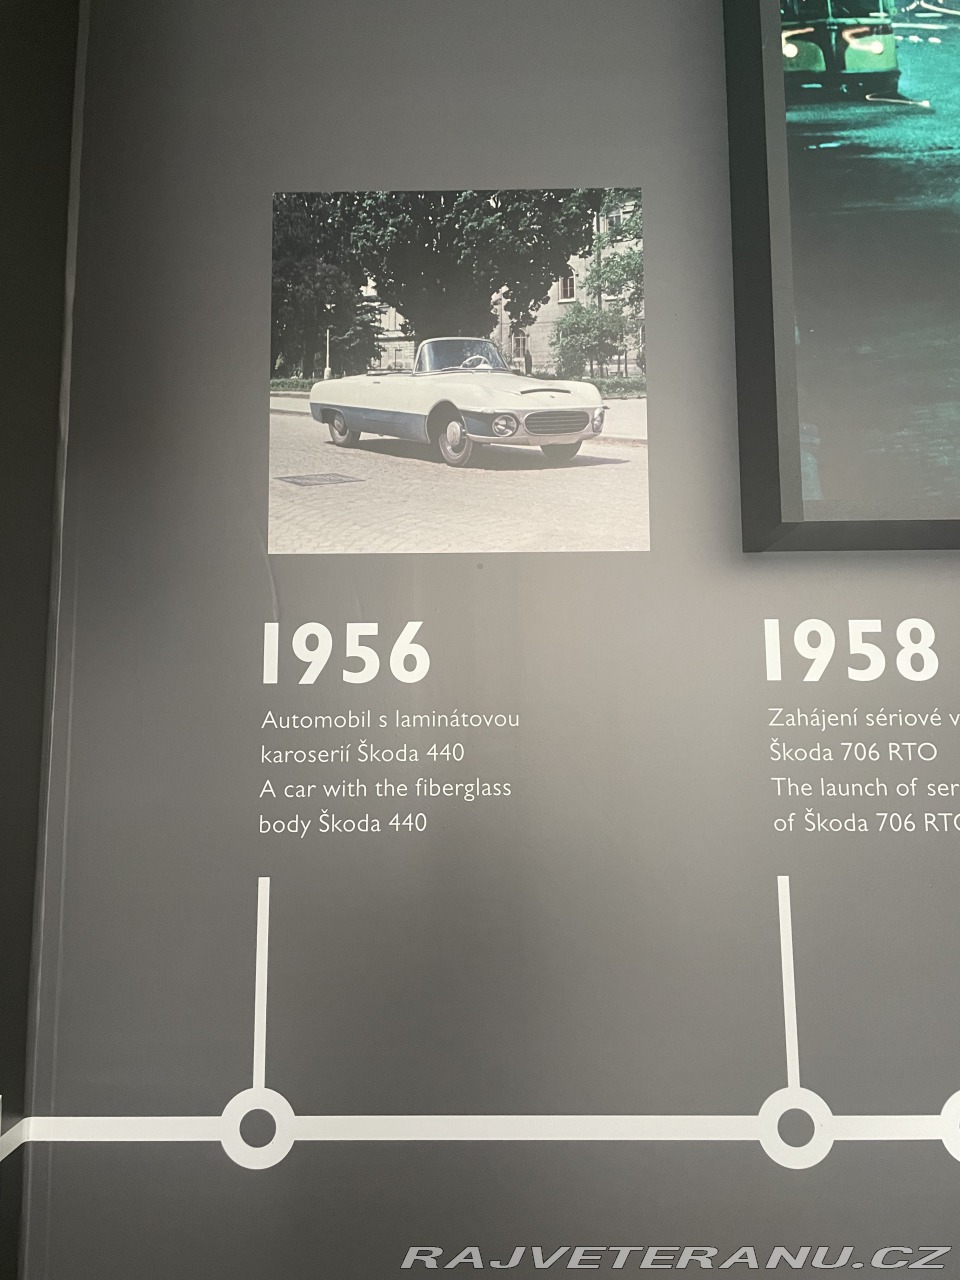 1956
Automobil s laminátovou
karoserií Škoda 440
A car with the fiberglass
body Škoda 440
1958
Zahájení sériové
Škoda 706 RTO
The launch of
of Škoda 706 RTO
RAJVETERANU.CZ